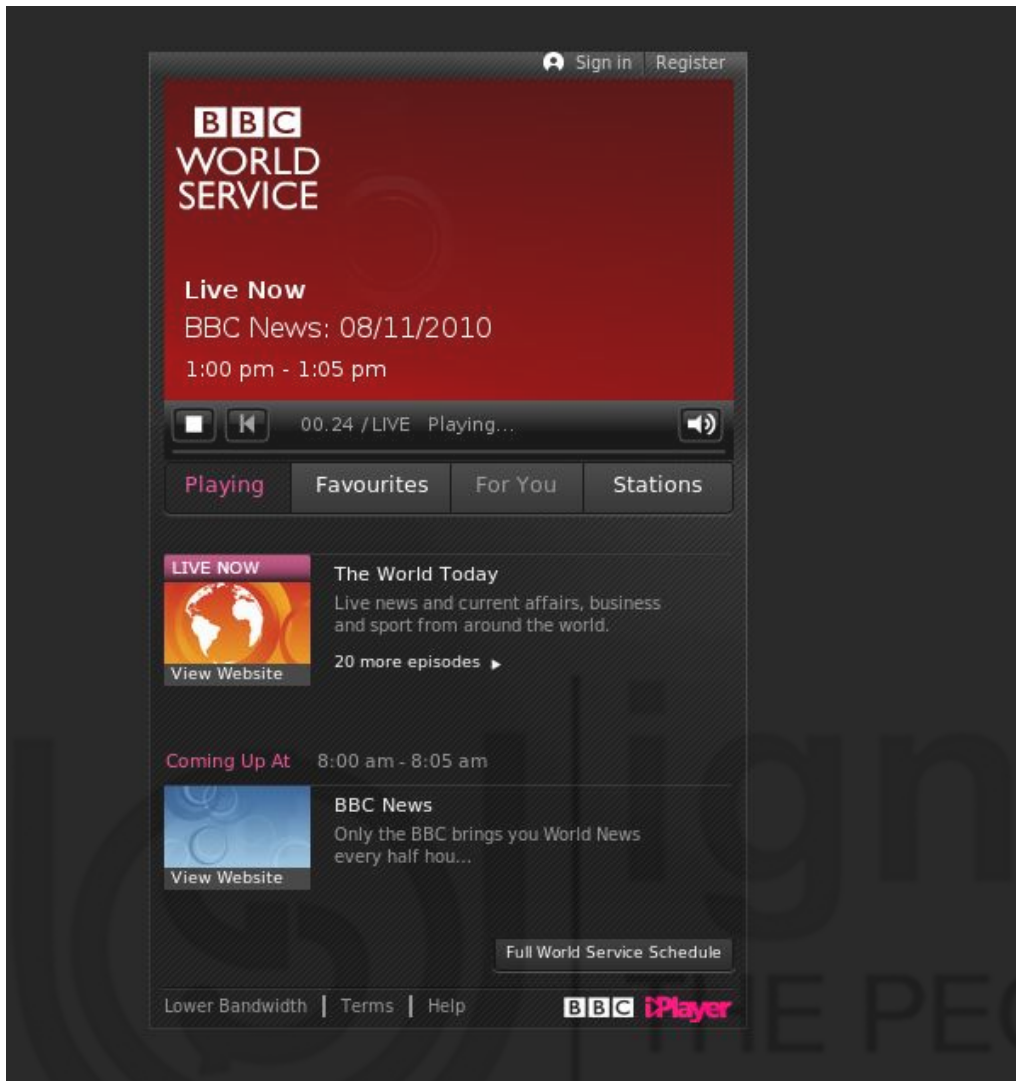 Sign in Register
BBC
WORLD
SERVICE
Live Now
BBC News: 08/11/2010
1:00 pm - 1:05 pm
00.24 / LIVE Playing...
Playing Favourites For You Stations
LIVE NOW
The World Today
Live news and current affairs, business
and sport from around the world.
20 more episodes
View Website
Coming Up At 8:00 am - 8:05 am
BBC News
Only the BBC brings you World News
every half hou...
View Website
Full World Service Schedule
Lower Bandwidth | Terms | Help BBC iPlayer
ign
THE PEO